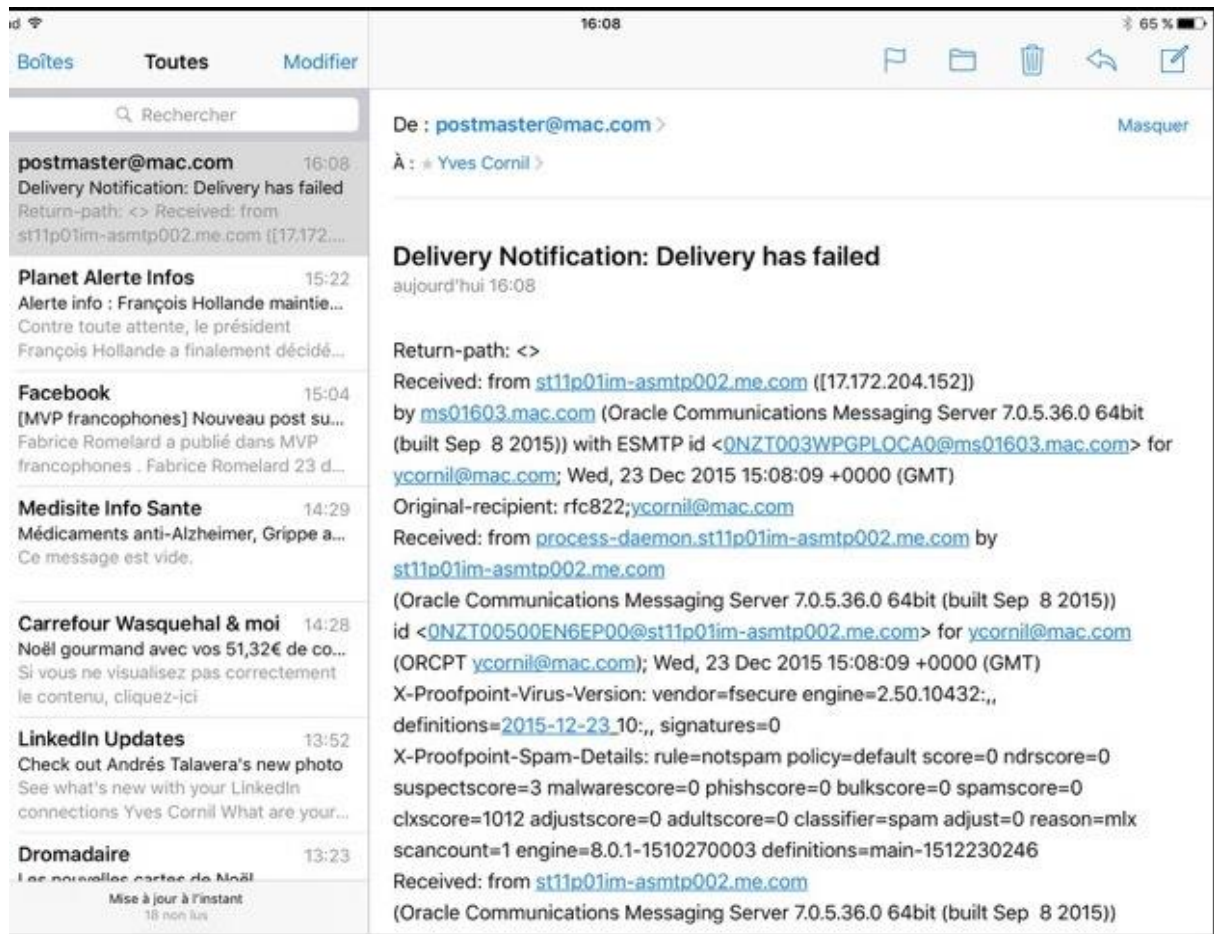 16:08
65 %
Boîtes
Toutes
Modifier
Rechercher
postmaster@mac.com 16:08
Delivery Notification: Delivery has failed
Return-path: <> Received: from
st11p01im-asmtp002.me.com ([17.172....
Planet Alerte Infos 15:22
Alerte info : François Hollande maintie...
Contre toute attente, le président
François Hollande a finalement décidé...
Facebook 15:04
[MVP francophones] Nouveau post su...
Fabrice Romelard a publié dans MVP
francophones . Fabrice Romelard 23 d...
Medisite Info Sante 14:29
Médicaments anti-Alzheimer, Grippe a...
Ce message est vide.
Carrefour Wasquehal & moi 14:28
Noël gourmand avec vos 51,32€ de co...
Si vous ne visualisez pas correctement
le contenu, cliquez-ici
LinkedIn Updates 13:52
Check out Andrés Talavera's new photo
See what's new with your LinkedIn
connections Yves Cornil What are your...
Dromadaire 13:23
Les nouvelles cartes de Noël
Mise à jour à l'instant
18 non lus
De : postmaster@mac.com
Masquer
À : Yves Cornil
Delivery Notification: Delivery has failed
aujourd'hui 16:08
Return-path: <>
Received: from st11p01im-asmtp002.me.com ([17.172.204.152])
by ms01603.mac.com (Oracle Communications Messaging Server 7.0.5.36.0 64bit
(built Sep 8 2015)) with ESMTP id <0NZT003WPGPLOCA0@ms01603.mac.com> for
ycornil@mac.com; Wed, 23 Dec 2015 15:08:09 +0000 (GMT)
Original-recipient: rfc822;ycornil@mac.com
Received: from process-daemon.st11p01im-asmtp002.me.com by
st11p01im-asmtp002.me.com
(Oracle Communications Messaging Server 7.0.5.36.0 64bit (built Sep 8 2015))
id <0NZT00500EN6EP00@st11p01im-asmtp002.me.com> for ycornil@mac.com
(ORCPT ycornil@mac.com); Wed, 23 Dec 2015 15:08:09 +0000 (GMT)
X-Proofpoint-Virus-Version: vendor=fsecure engine=2.50.10432:,,
definitions=2015-12-23_10:,, signatures=0
X-Proofpoint-Spam-Details: rule=notspam policy=default score=0 ndrscore=0
suspectscore=3 malwarescore=0 phishscore=0 bulkscore=0 spamscore=0
clxscore=1012 adjustscore=0 adultscore=0 classifier=spam adjust=0 reason=mlx
scancount=1 engine=8.0.1-1510270003 definitions=main-1512230246
Received: from st11p01im-asmtp002.me.com
(Oracle Communications Messaging Server 7.0.5.36.0 64bit (built Sep 8 2015))